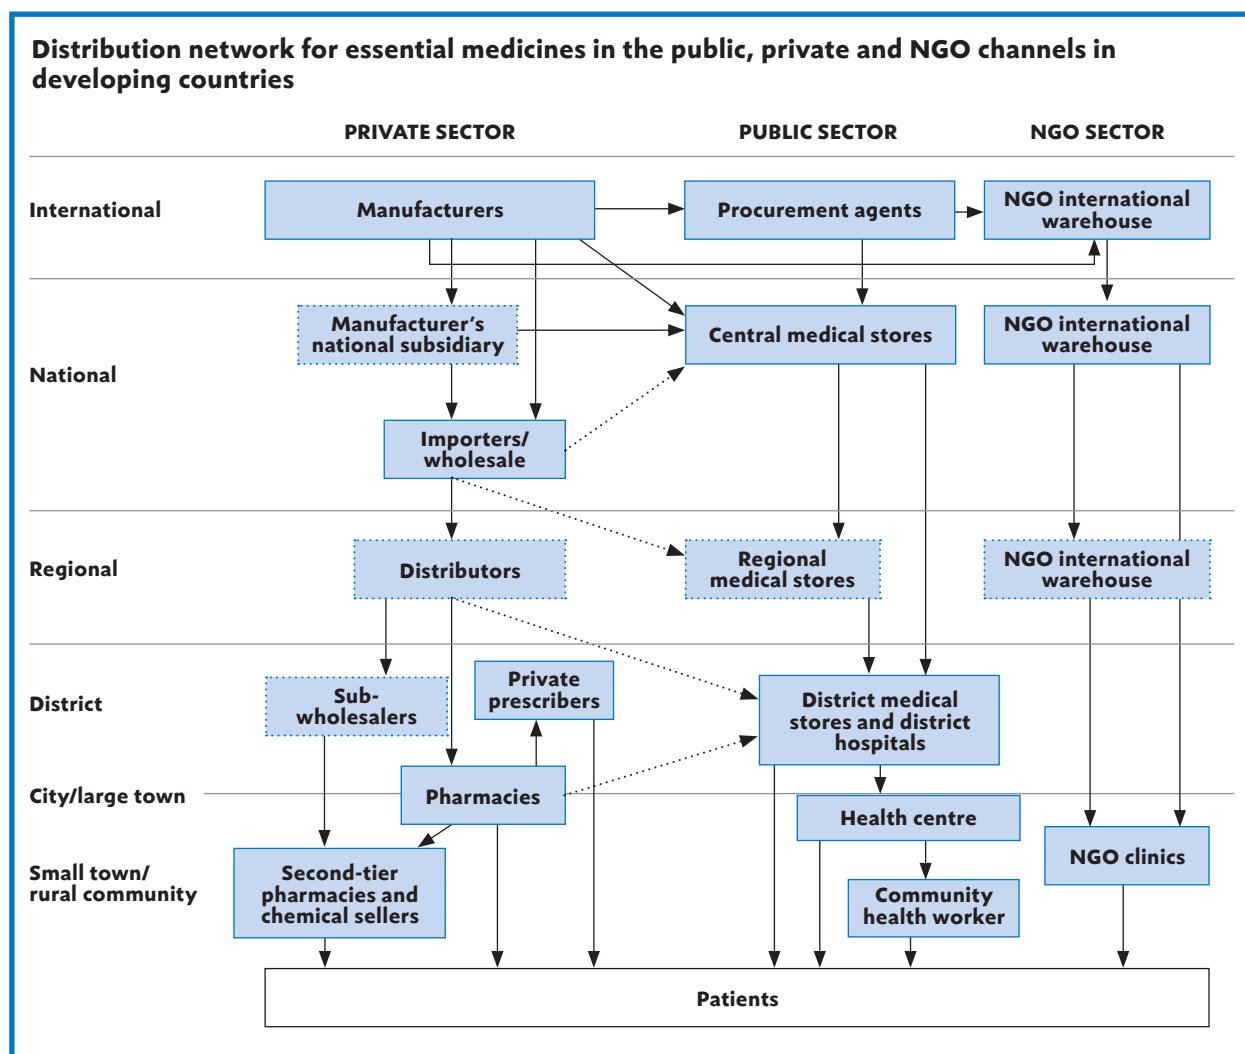 Distribution network for essential medicines in the public, private and NGO channels in
developing countries
PRIVATE SECTOR
PUBLIC SECTOR
NGO SECTOR
International
Manufacturers
Procurement agents
NGO international
warehouse
National
Manufacturer’s
national subsidiary
Central medical stores
NGO international
warehouse
Importers/
wholesale
Regional
Distributors
Regional
medical stores
NGO international
warehouse
District
Sub-
wholesalers
Private
prescribers
District medical
stores and district
hospitals
City/large town
Pharmacies
Health centre
Small town/
rural community
Second-tier
pharmacies and
chemical sellers
Community
health worker
NGO clinics
Patients